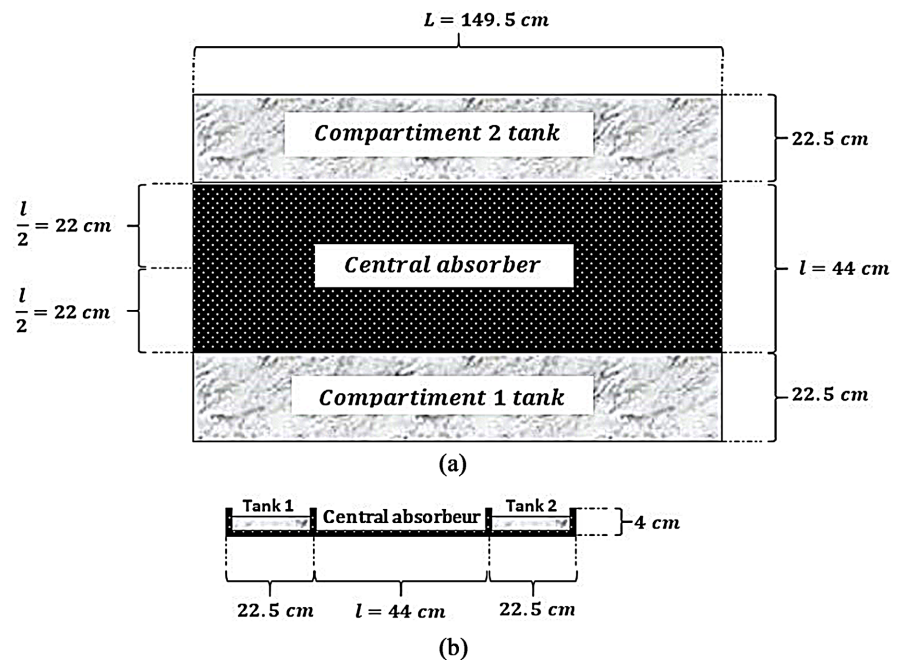 L = 149.5 cm
Compartiment 2 tank
22.5 cm
l/2 = 22 cm
Central absorber
l = 44 cm
l/2 = 22 cm
Compartiment 1 tank
22.5 cm
(a)
Tank 1
Central absorbeur
Tank 2
4 cm
22.5 cm
l = 44 cm
22.5 cm
(b)